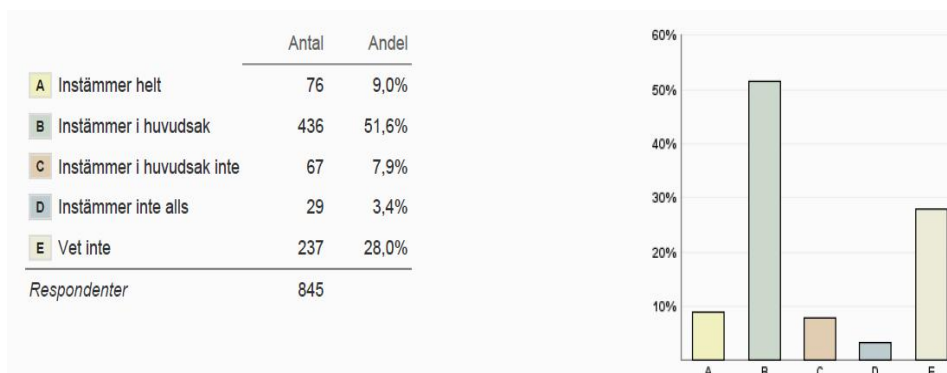 Antal Andel
A Instämmer helt 76 9,0%
B Instämmer i huvudsak 436 51,6%
C Instämmer i huvudsak inte 67 7,9%
D Instämmer inte alls 29 3,4%
E Vet inte 237 28,0%
Respondenter 845
60%
50%
40%
30%
20%
10%
A B C D E